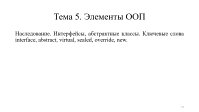 Тема 5. Элементы ООП
Наследование. Интерфейсы, абстрактные классы. Ключевые слова
interface, abstract, virtual, sealed, override, new.